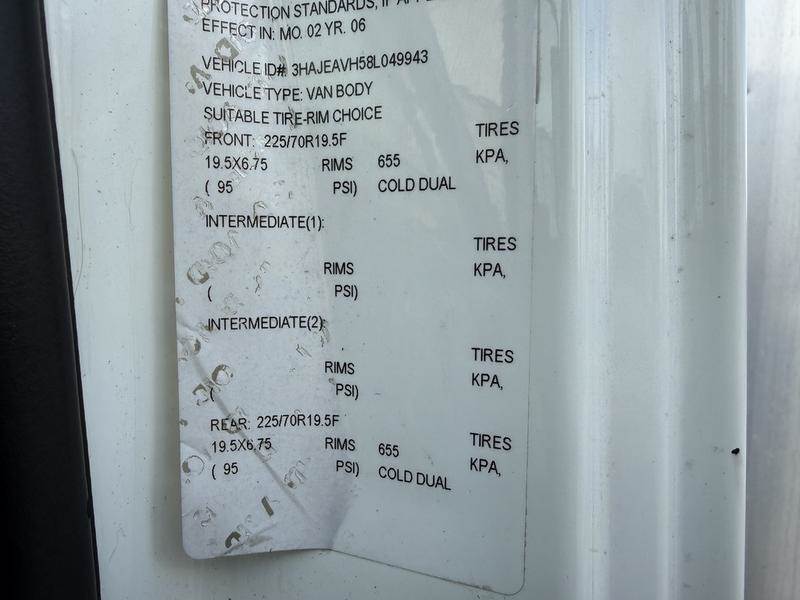 PROTECTION STANDARDS, IF
EFFECT IN: MO. 02 YR. 06
VEHICLE ID# 3HAJEAVH58L049943
VEHICLE TYPE: VAN BODY
SUITABLE TIRE-RIM CHOICE
FRONT: 225/70R19.5F TIRES
19.5X6.75 RIMS 655 KPA,
( 95 PSI) COLD DUAL
INTERMEDIATE(1):
TIRES
RIMS KPA,
( PSI)
INTERMEDIATE(2):
TIRES
RIMS KPA,
( PSI)
REAR: 225/70R19.5F TIRES
19.5X6.75 RIMS 655 KPA,
( 95 PSI) COLD DUAL